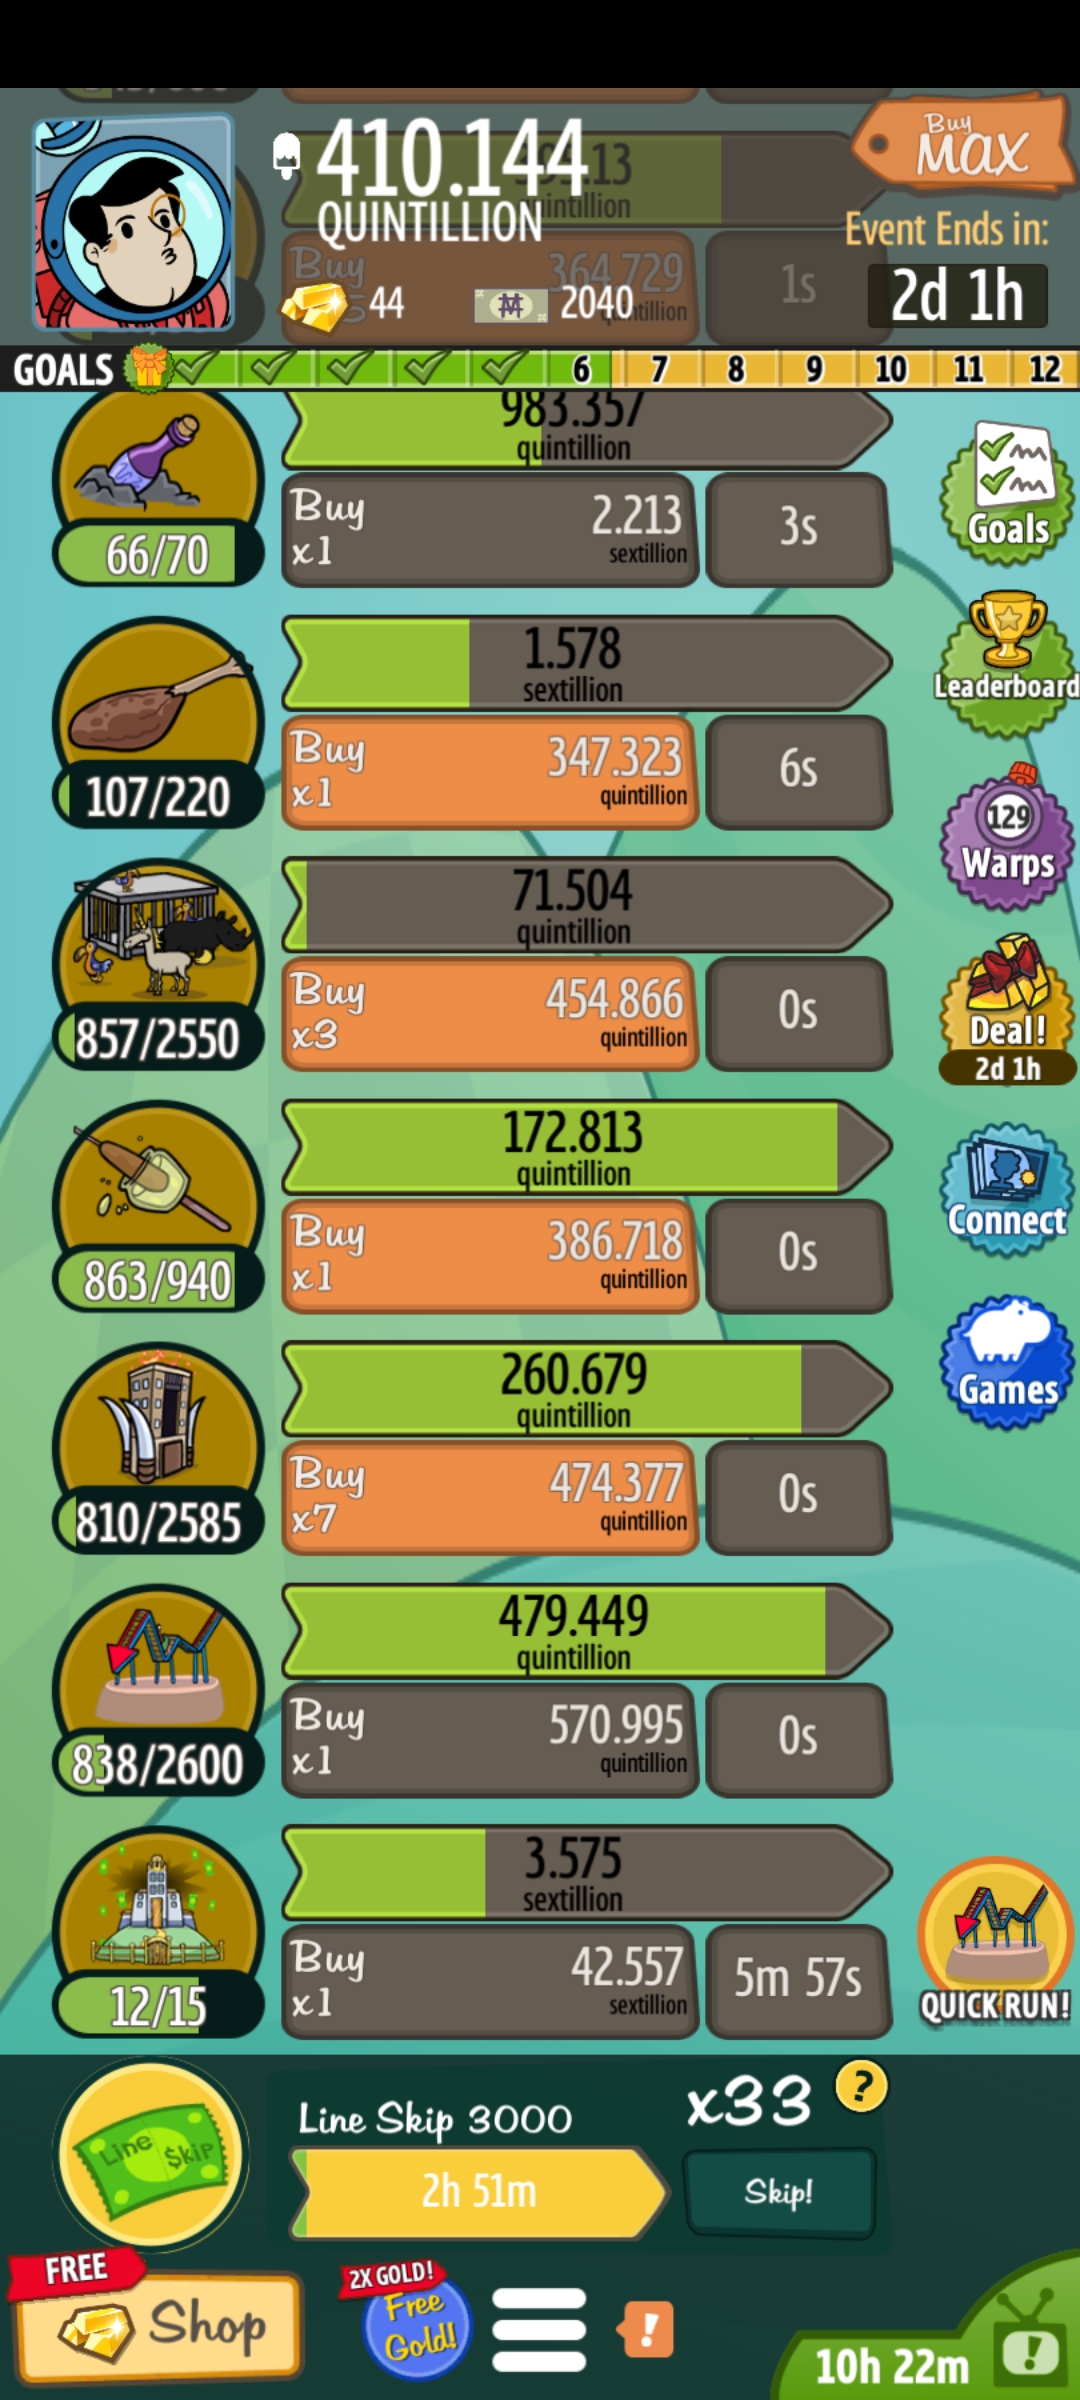 410.144
Buy
MAX
QUINTILLION
Event Ends in:
Buy
364.729
1s
44
2040
2d 1h
GOALS
6
7
8
9
10
11
12
983.357
quintillion
Buy
x1
2.213
sextillion
3s
66/70
Goals
1.578
sextillion
Leaderboard
Buy
x1
347.323
quintillion
6s
107/220
129
Warps
71.504
quintillion
Buy
x3
454.866
quintillion
0s
857/2550
Deal!
2d 1h
172.813
quintillion
Buy
x1
386.718
quintillion
0s
863/940
Connect
260.679
quintillion
Games
Buy
x7
474.377
quintillion
0s
810/2585
479.449
quintillion
Buy
x1
570.995
quintillion
0s
838/2600
3.575
sextillion
Buy
x1
42.557
sextillion
5m 57s
12/15
QUICK RUN!
Line $kip
Line Skip 3000
x33
?
2h 51m
Skip!
FREE
Shop
2X GOLD!
Free
Gold!
!
10h 22m
!